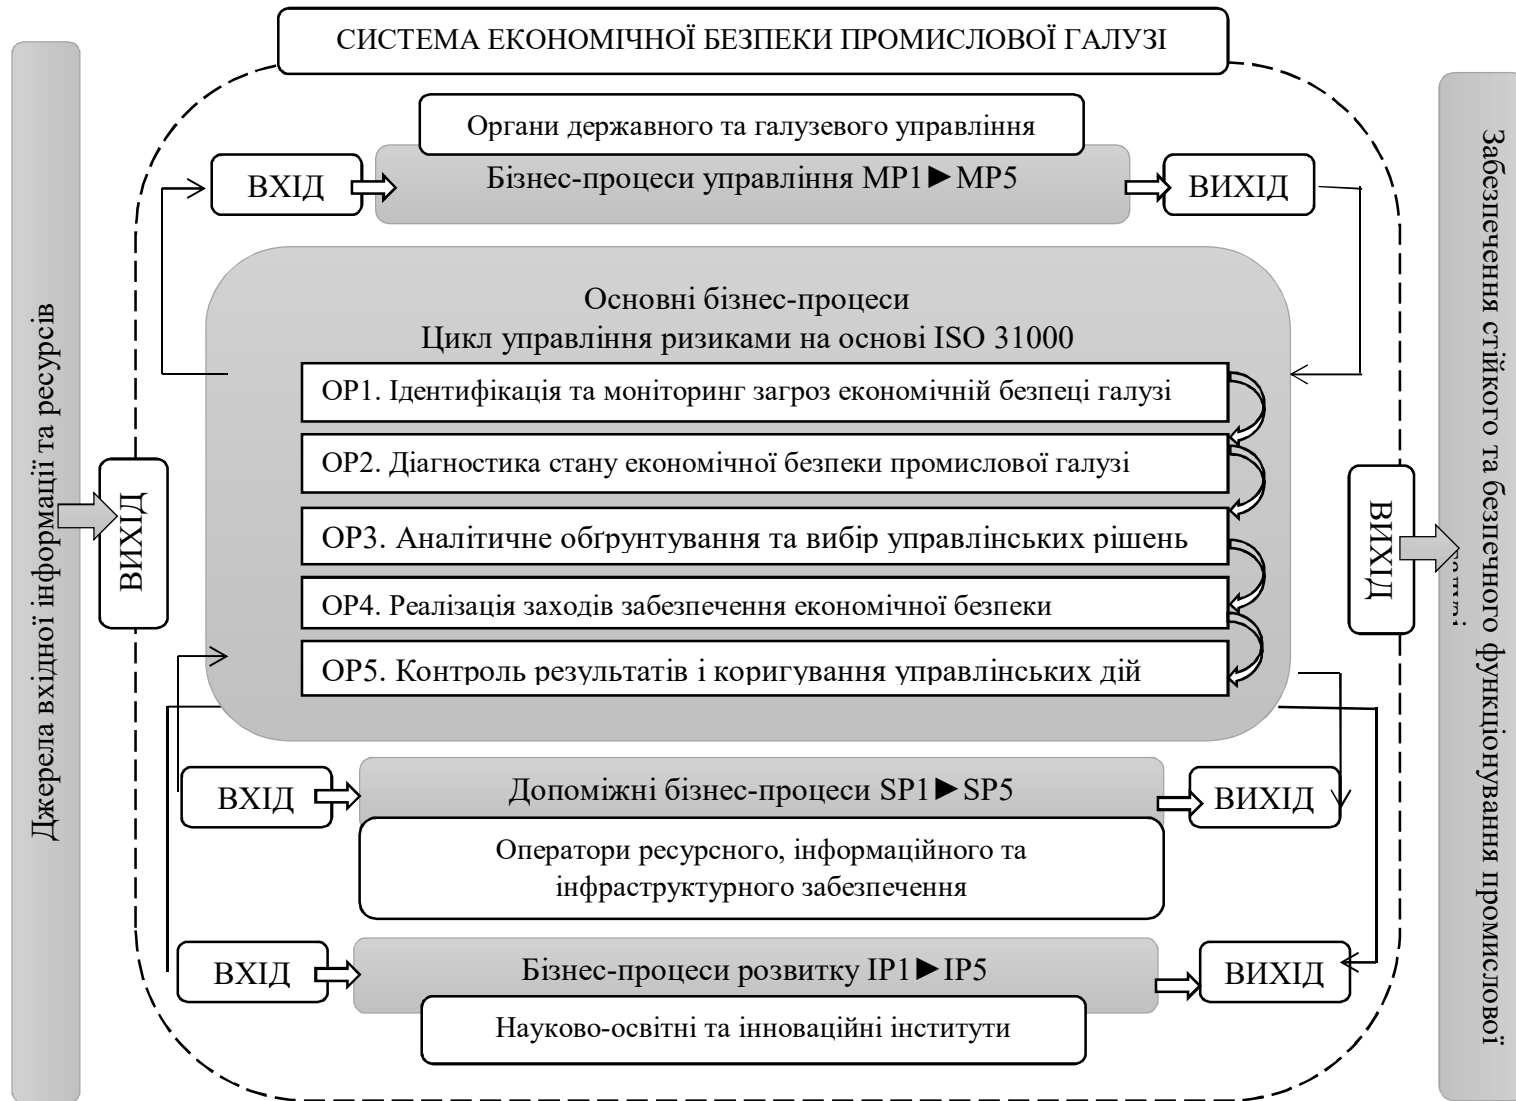 СИСТЕМА ЕКОНОМІЧНОЇ БЕЗПЕКИ ПРОМИСЛОВОЇ ГАЛУЗІ
Органи державного та галузевого управління
ВХІД
Бізнес-процеси управління MP1►MP5
ВИХІД
Джерела вхідної інформації та ресурсів
ВИХІД
Основні бізнес-процеси
Цикл управління ризиками на основі ISO 31000
OP1. Ідентифікація та моніторинг загроз економічній безпеці галузі
OP2. Діагностика стану економічної безпеки промислової галузі
OP3. Аналітичне обґрунтування та вибір управлінських рішень
OP4. Реалізація заходів забезпечення економічної безпеки
OP5. Контроль результатів і коригування управлінських дій
ВИХІД
Забезпечення стійкого та безпечного функціонування промислової
ВХІД
Допоміжні бізнес-процеси SP1►SP5
ВИХІД
Оператори ресурсного, інформаційного та
інфраструктурного забезпечення
ВХІД
Бізнес-процеси розвитку IP1►IP5
ВИХІД
Науково-освітні та інноваційні інститути